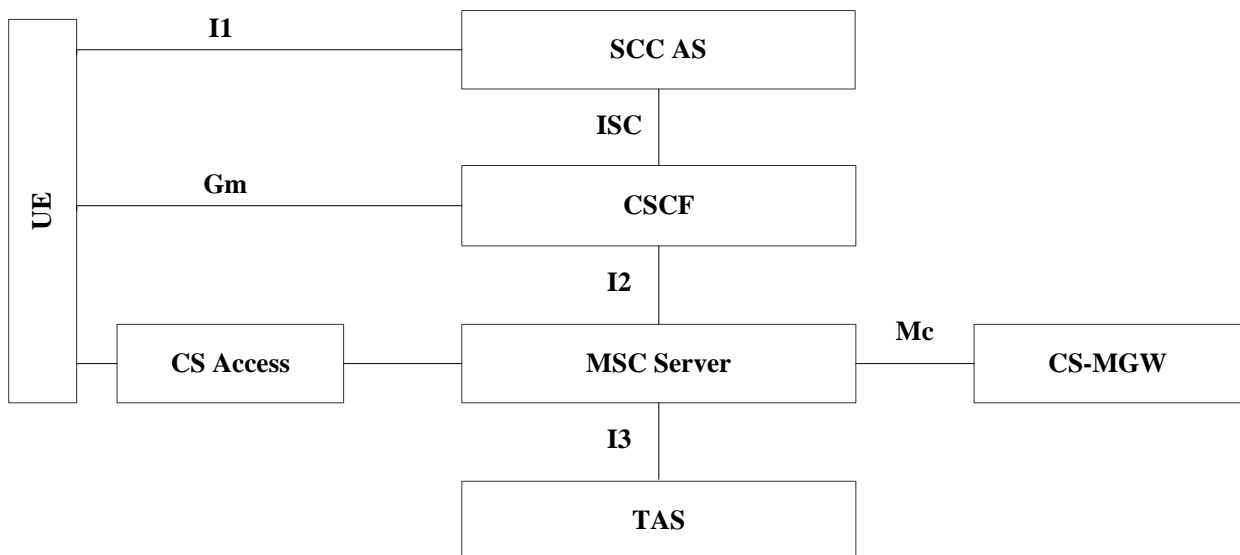 I1
SCC AS
ISC
Gm
CSCF
UE
I2
Mc
CS Access
MSC Server
CS-MGW
I3
TAS